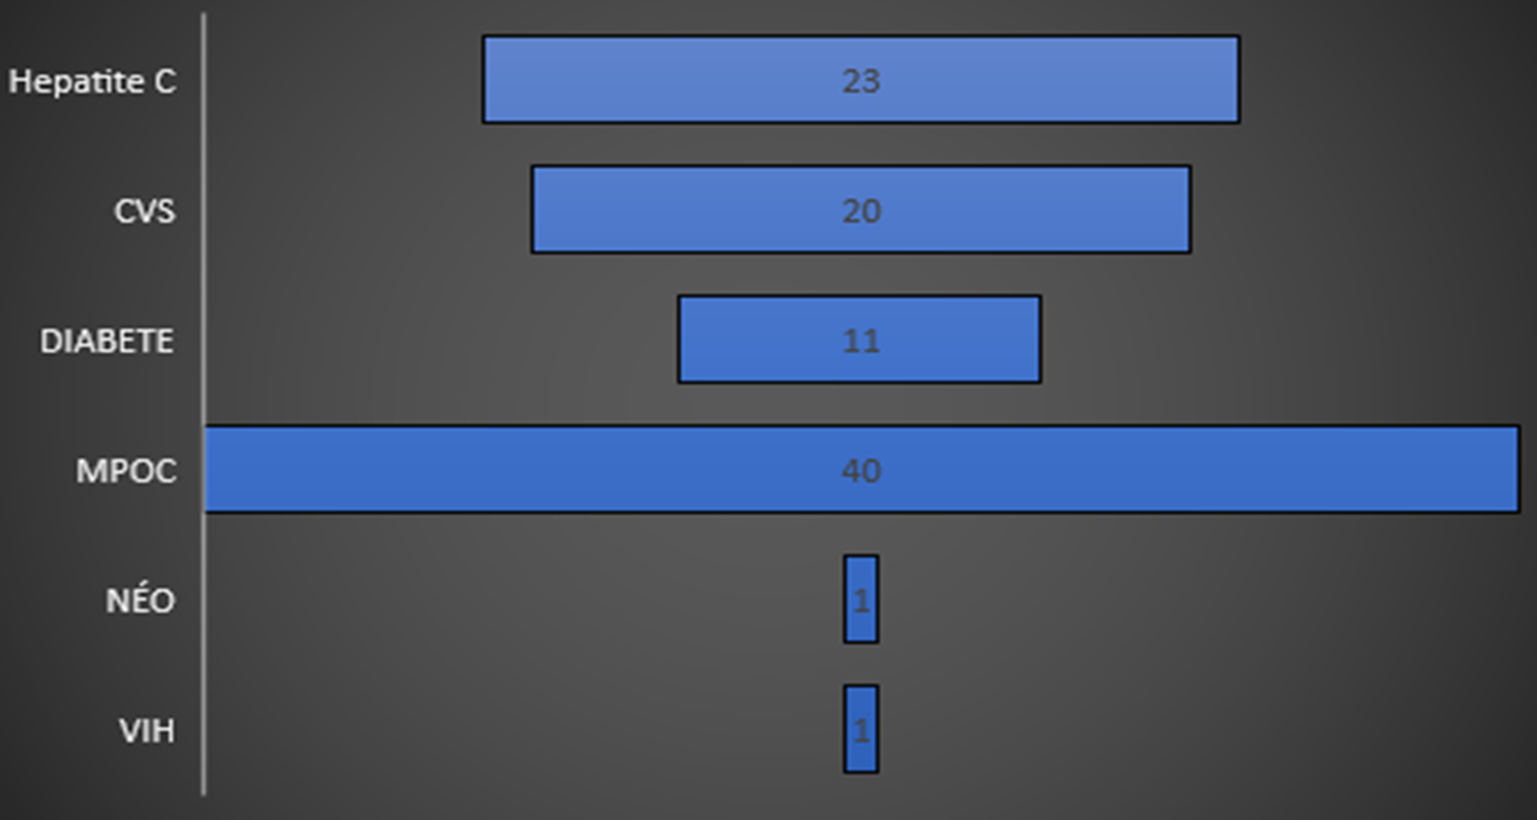 Hepatite C 23
CVS 20
DIABETE 11
MPOC 40
NÉO 1
VIH 1